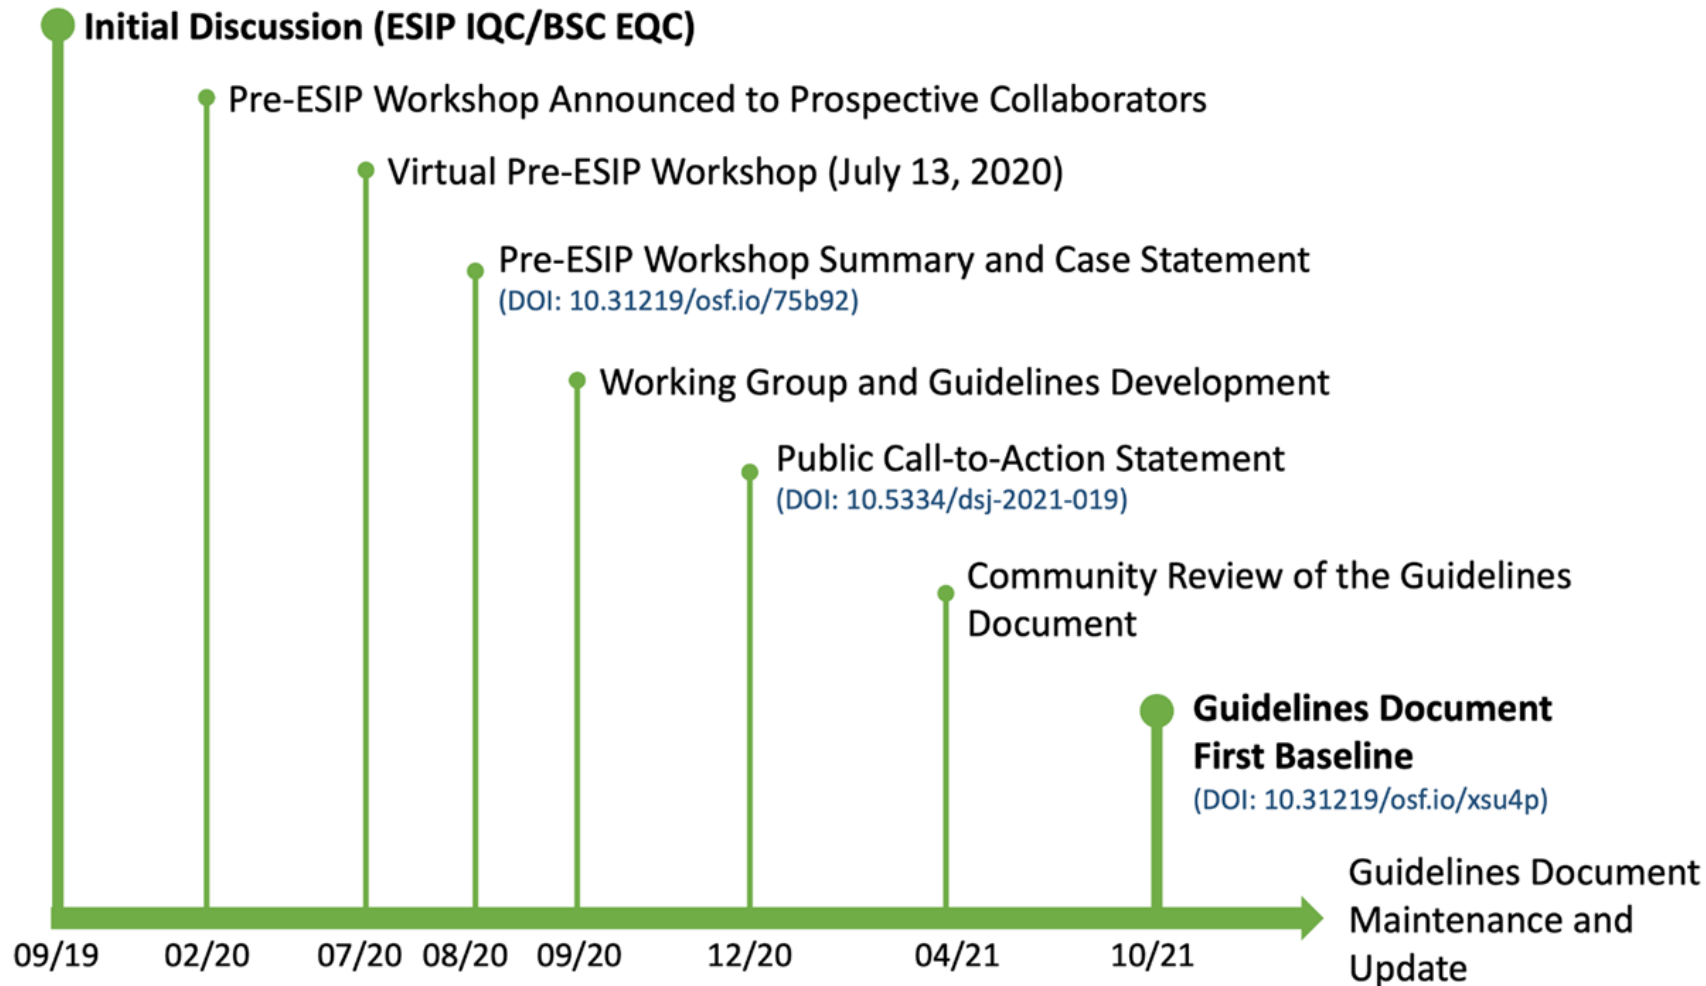 Initial Discussion (ESIP IQC/BSC EQC)
Pre-ESIP Workshop Announced to Prospective Collaborators
Virtual Pre-ESIP Workshop (July 13, 2020)
Pre-ESIP Workshop Summary and Case Statement
(DOI: 10.31219/osf.io/75b92)
Working Group and Guidelines Development
Public Call-to-Action Statement
(DOI: 10.5334/dsj-2021-019)
Community Review of the Guidelines
Document
Guidelines Document
First Baseline
(DOI: 10.31219/osf.io/xsu4p)
Guidelines Document
Maintenance and
Update
09/19 02/20 07/20 08/20 09/20 12/20 04/21 10/21